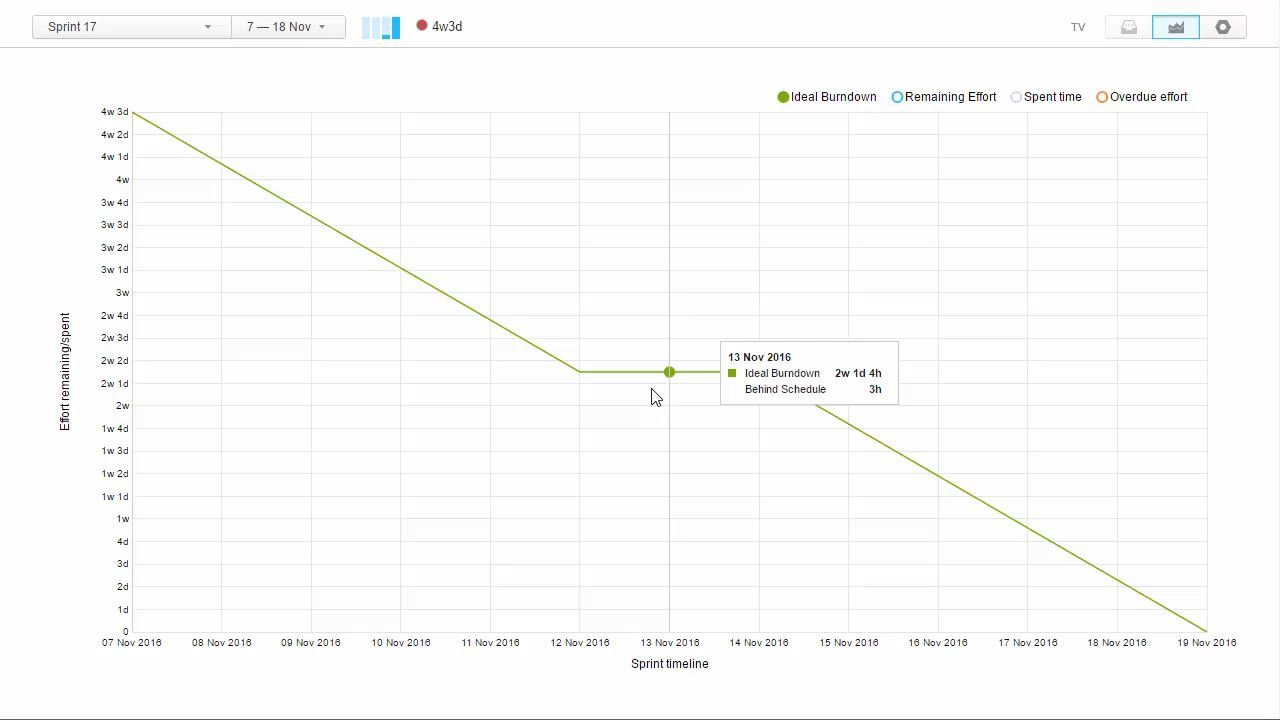 Sprint 17
7 — 18 Nov
4w3d
TV
Ideal Burndown
Remaining Effort
Spent time
Overdue effort
4w 3d
4w 2d
4w 1d
4w
3w 4d
3w 3d
3w 2d
3w 1d
3w
2w 4d
2w 3d
2w 2d
2w 1d
2w
1w 4d
1w 3d
1w 2d
1w 1d
1w
4d
3d
2d
1d
0
Effort remaining/spent
13 Nov 2016
Ideal Burndown 2w 1d 4h
Behind Schedule 3h
07 Nov 2016 08 Nov 2016 09 Nov 2016 10 Nov 2016 11 Nov 2016 12 Nov 2016 13 Nov 2016 14 Nov 2016 15 Nov 2016 16 Nov 2016 17 Nov 2016 18 Nov 2016 19 Nov 2016
Sprint timeline